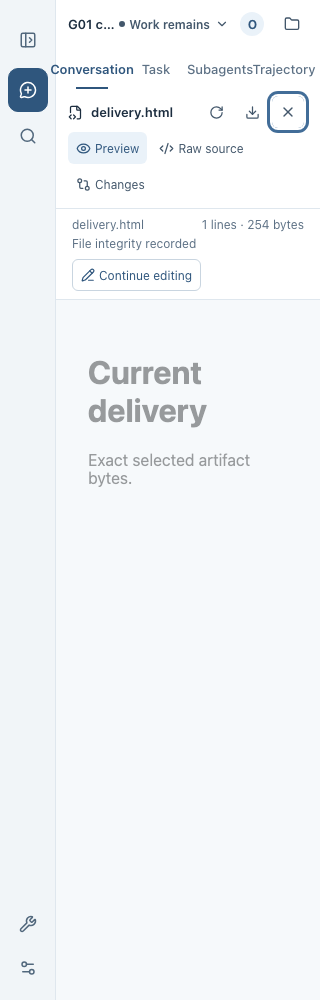 G01 c... Work remains O
Conversation Task Subagents Trajectory
delivery.html
Preview Raw source
Changes
delivery.html 1 lines · 254 bytes
File integrity recorded
Continue editing
Current
delivery
Exact selected artifact
bytes.